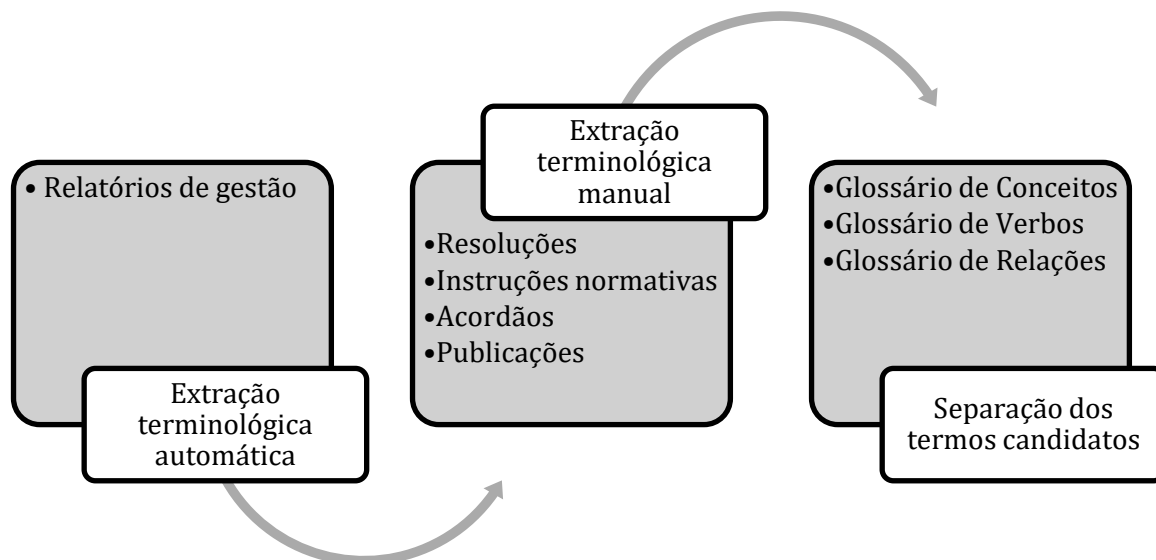 • Relatórios de gestão
Extração
terminológica
automática
Extração
terminológica
manual
•Resoluções
•Instruções normativas
•Acordãos
•Publicações
•Glossário de Conceitos
•Glossário de Verbos
•Glossário de Relações
Separação dos
termos candidatos